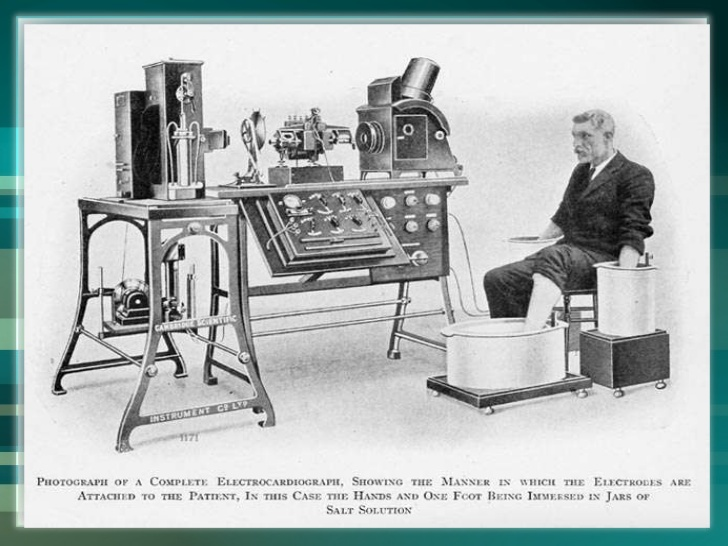 CAMBRIDGE SCIENTIFIC
INSTRUMENT Cº LTD
1171
PHOTOGRAPH OF A COMPLETE ELECTROCARDIOGRAPH, SHOWING THE MANNER IN WHICH THE ELECTRODES ARE
ATTACHED TO THE PATIENT, IN THIS CASE THE HANDS AND ONE FOOT BEING IMMERSED IN JARS OF
SALT SOLUTION